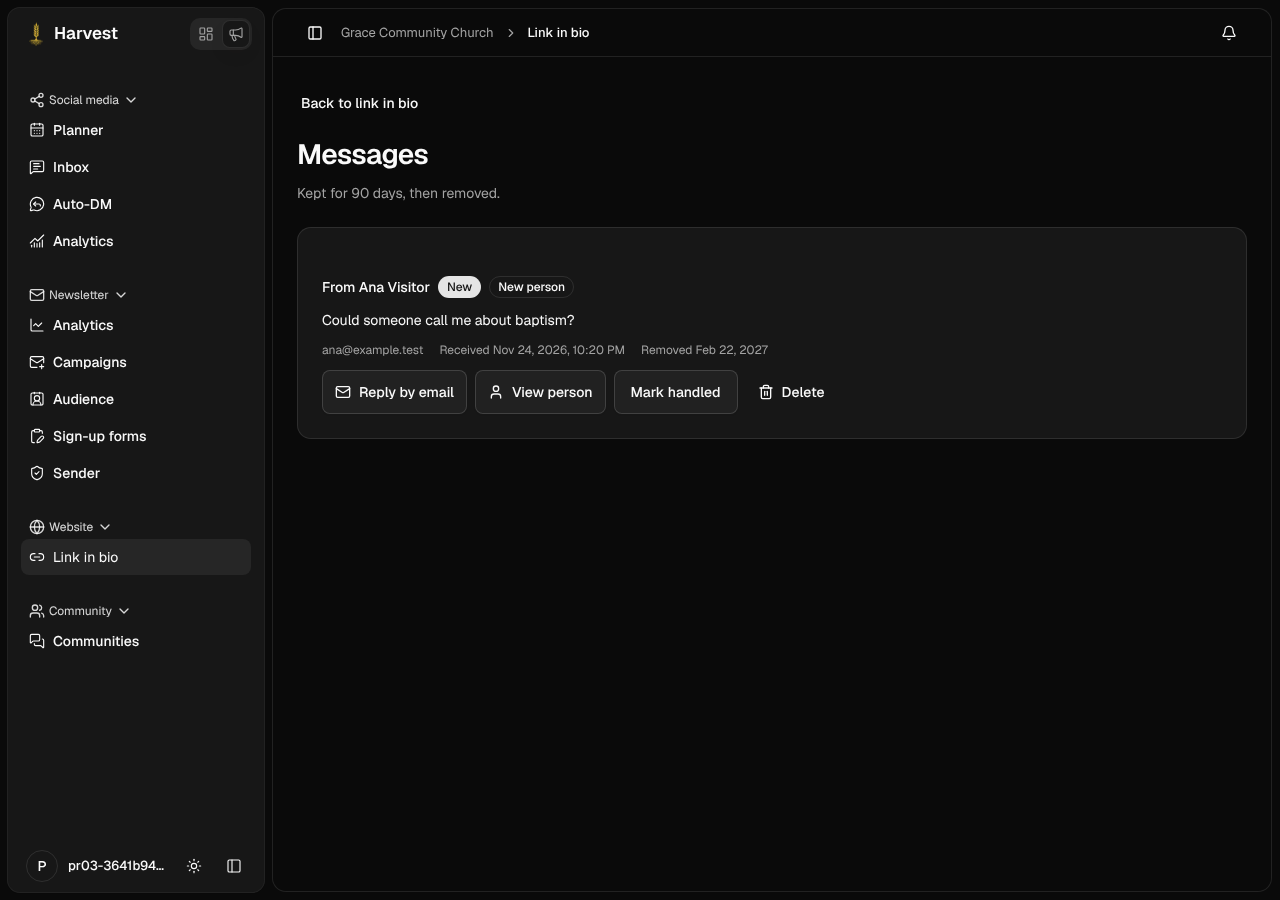 Harvest
Grace Community Church > Link in bio
Social media
Planner
Inbox
Auto-DM
Analytics
Newsletter
Analytics
Campaigns
Audience
Sign-up forms
Sender
Website
Link in bio
Community
Communities
P pr03-3641b94...
Back to link in bio
Messages
Kept for 90 days, then removed.
From Ana Visitor New New person
Could someone call me about baptism?
ana@example.test Received Nov 24, 2026, 10:20 PM Removed Feb 22, 2027
Reply by email View person Mark handled Delete